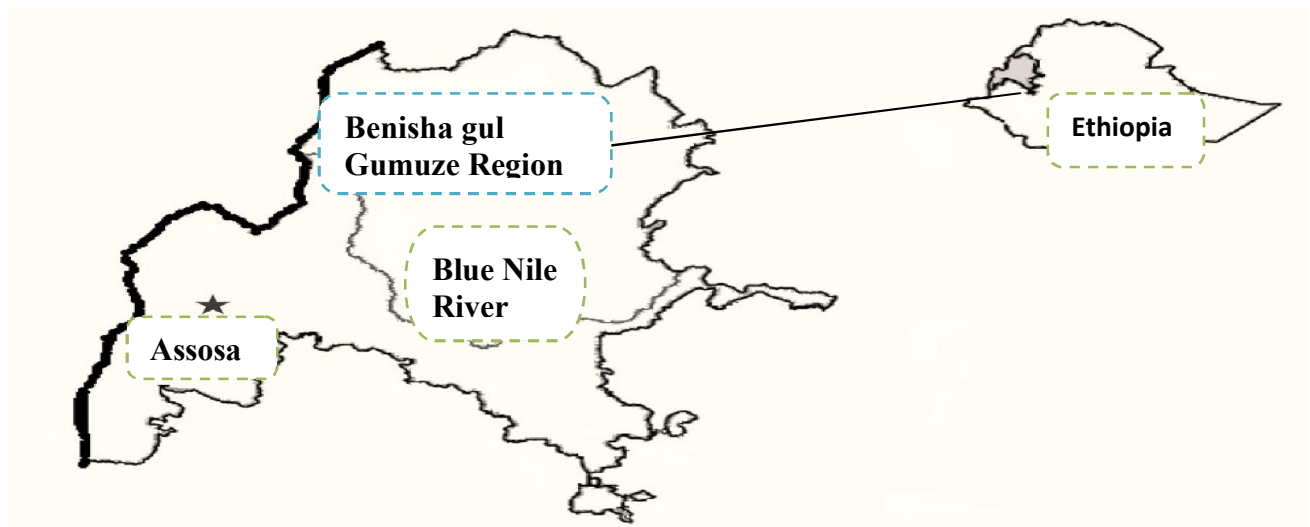 Benisha gul
Gumuze Region
Ethiopia
Blue Nile
River
Assosa